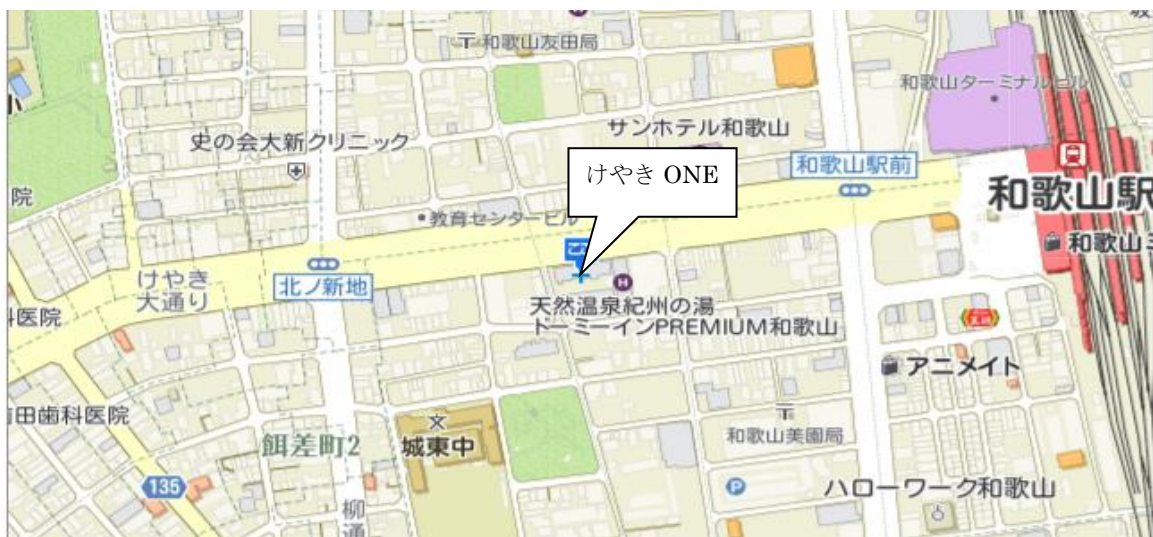 〒和歌山友田局
和歌山ターミナルビル
小
史の会大新クリニック
サンホテル和歌山
けやき ONE
和歌山駅前
院
教育センタービル
和歌山駅
和歌山ミ
けやき
大通り
北ノ新地
H
天然温泉紀州の湯
ドーミーインPREMIUM和歌山
科医院
アニメイト
田歯科医院
餌差町2
文
城東中
〒
和歌山美園局
135
P
ハローワーク和歌山
柳
通